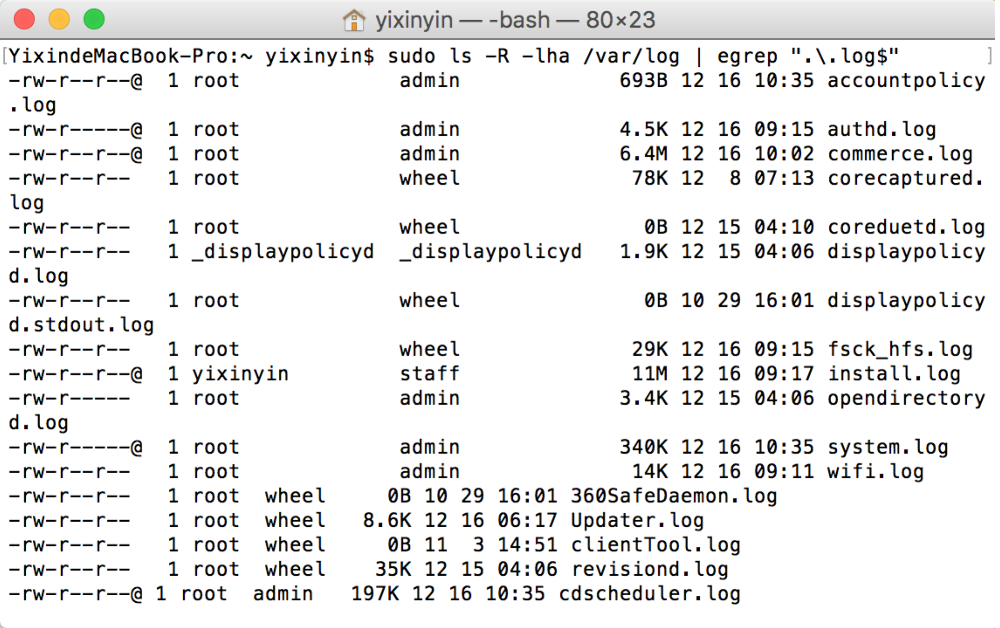 yixinyin — -bash — 80×23
[YixindeMacBook-Pro:~ yixinyin$ sudo ls -R -lha /var/log | egrep ".\.log$" ]
-rw-r--r--@  1 root             admin             693B 12 16 10:35 accountpolicy
.log
-rw-r-----@  1 root             admin             4.5K 12 16 09:15 authd.log
-rw-r--r--@  1 root             admin             6.4M 12 16 10:02 commerce.log
-rw-r--r--   1 root             wheel              78K 12  8 07:13 corecaptured.
log
-rw-r--r--   1 root             wheel               0B 12 15 04:10 coreduetd.log
-rw-r--r--   1 _displaypolicyd  _displaypolicyd   1.9K 12 15 04:06 displaypolicy
d.log
-rw-r--r--   1 root             wheel               0B 10 29 16:01 displaypolicy
d.stdout.log
-rw-r--r--   1 root             wheel              29K 12 16 09:15 fsck_hfs.log
-rw-r--r--@  1 yixinyin         staff              11M 12 16 09:17 install.log
-rw-r-----   1 root             admin             3.4K 12 15 04:06 opendirectory
d.log
-rw-r-----@  1 root             admin             340K 12 16 10:35 system.log
-rw-r--r--   1 root             admin              14K 12 16 09:11 wifi.log
-rw-r--r--   1 root  wheel     0B 10 29 16:01 360SafeDaemon.log
-rw-r--r--   1 root  wheel   8.6K 12 16 06:17 Updater.log
-rw-r--r--   1 root  wheel     0B 11  3 14:51 clientTool.log
-rw-r--r--   1 root  wheel    35K 12 15 04:06 revisiond.log
-rw-r--r--@ 1 root  admin   197K 12 16 10:35 cdscheduler.log